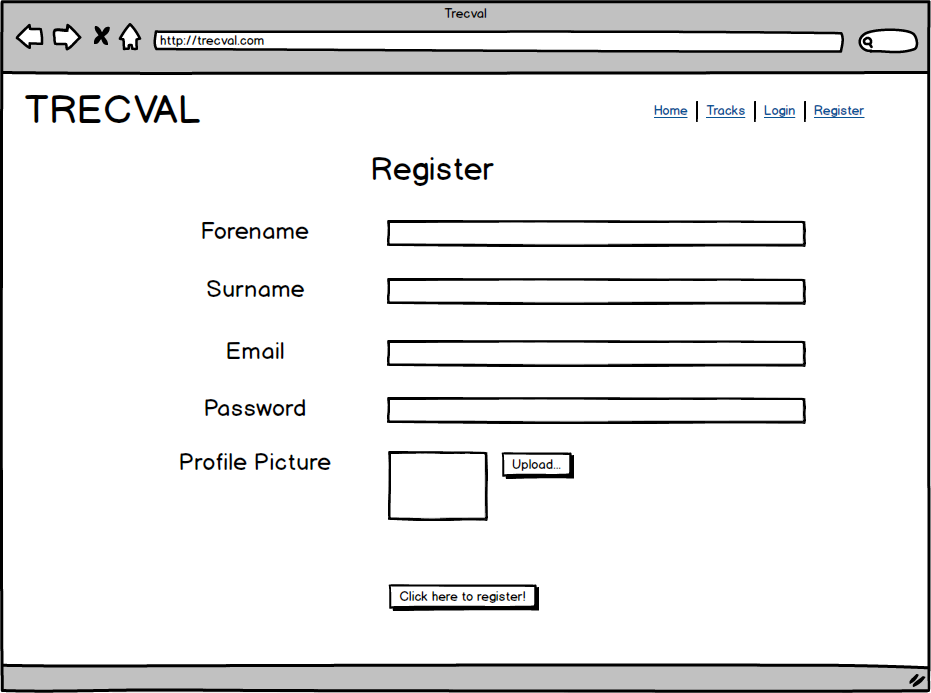 Trecval
http://trecval.com
TRECVAL
Home Tracks Login Register
Register
Forename
Surname
Email
Password
Profile Picture Upload...
Click here to register!